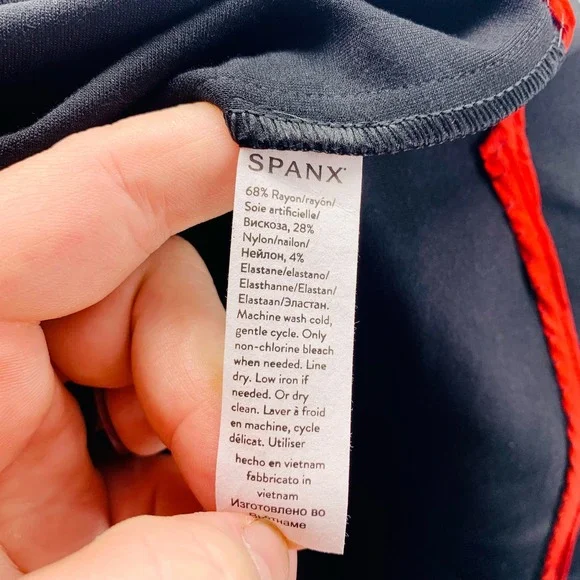 SPANX®
68% Rayon/rayón/
Soie artificielle/
Вискоза, 28%
Nylon/nailon/
Нейлон, 4%
Elastane/elastano/
Elasthanne/Elastan/
Elastaan/Эластан.
Machine wash cold,
gentle cycle. Only
non-chlorine bleach
when needed. Line
dry. Low iron if
needed. Or dry
clean. Laver à froid
en machine, cycle
délicat. Utiliser
hecho en vietnam
fabbricato in
vietnam
Изготовлено во